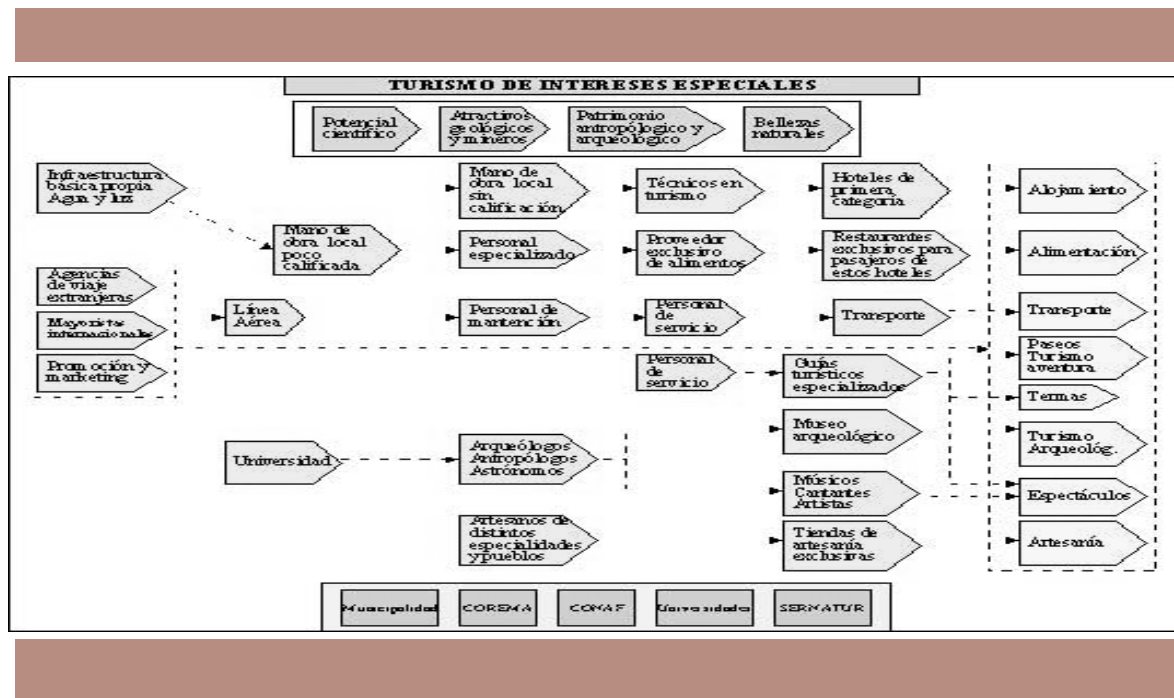 TURISMO DE INTERESES ESPECIALES
Potencial
científico
Atractivos
geológicos
y mineros
Patrimonio
antropólogico y
arqueológico
Bellezas
naturales
Infraestructura
básica propia
Agua y luz
Mano de
obra local
poco
calificada
Mano de
obra local
sin
calificación
Técnicos en
turismo
Hoteles de
primera
categoria
Alojamiento
Personal
especializado
Proveedor
exclusivo
de alimentos
Restaurantes
exclusivos para
pasajeros de
estos hoteles
Alimentación
Agencias
de viaje
extranjeras
Mayoristas
internacionales
Promoción y
marketing
Línea
Aérea
Personal de
mantención
Personal
de
servicio
Transporte
Transporte
Personal
de
servicio
Guías
turísticos
especializados
Paseos
Turismo
aventura
Termas
Museo
arqueológico
Turismo
Arqueológ.
Universidad
Arqueólogos
Antropólogos
Astrónomos
Músicos
Cantantes
Artistas
Espectáculos
Artesanos de
distintos
especialidades
y pueblos
Tiendas de
artesanía
exclusivas
Artesanía
Municipalidad
COREMA
CONAF
Universidades
SERNATUR